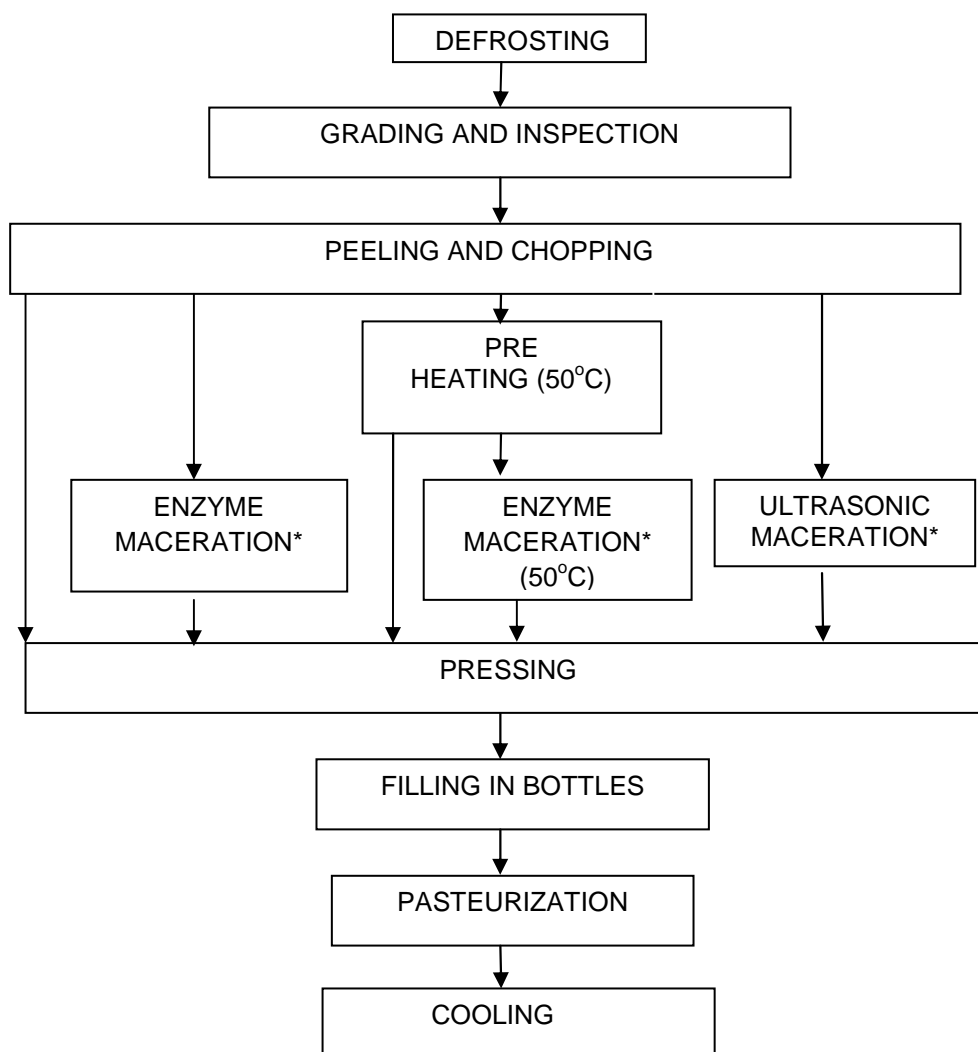 DEFROSTING
GRADING AND INSPECTION
PEELING AND CHOPPING
PRE
HEATING (50°C)
ENZYME
MACERATION*
ENZYME
MACERATION*
(50°C)
ULTRASONIC
MACERATION*
PRESSING
FILLING IN BOTTLES
PASTEURIZATION
COOLING